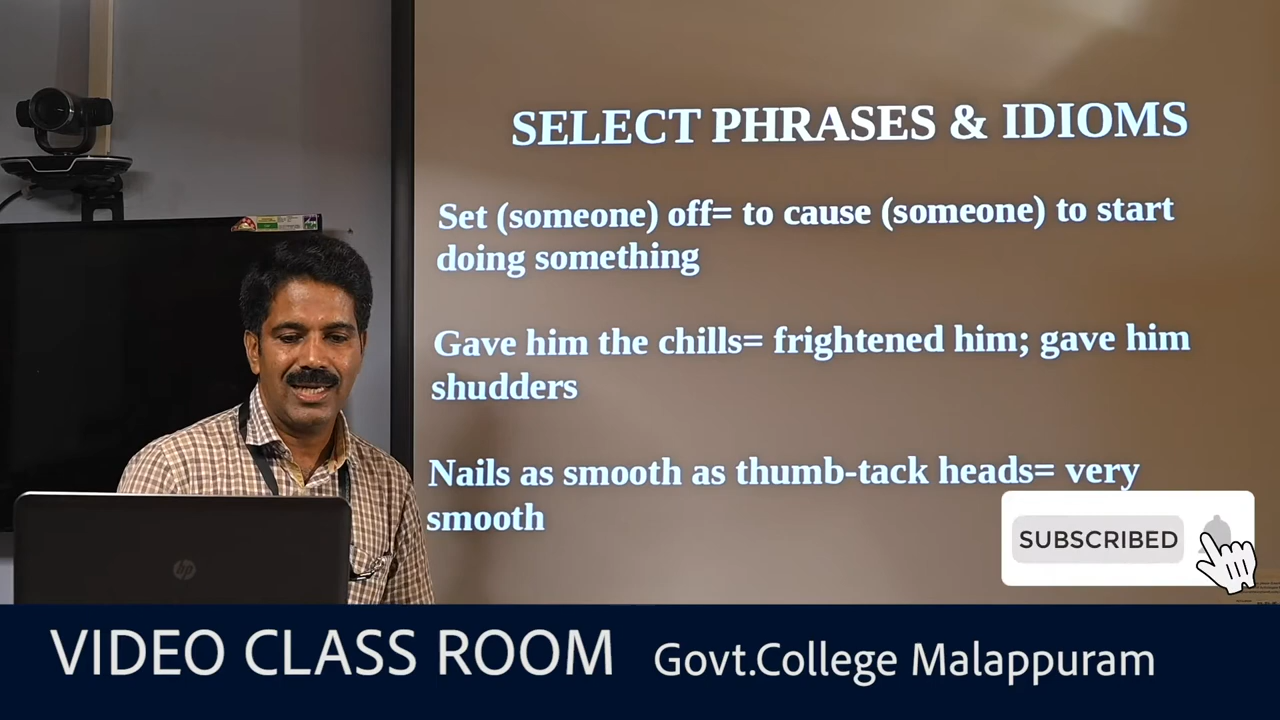 SELECT PHRASES & IDIOMS
Set (someone) off= to cause (someone) to start
doing something
Gave him the chills= frightened him; gave him
shudders
Nails as smooth as thumb-tack heads= very
smooth
SUBSCRIBED
hp
VIDEO CLASS ROOM Govt.College Malappuram